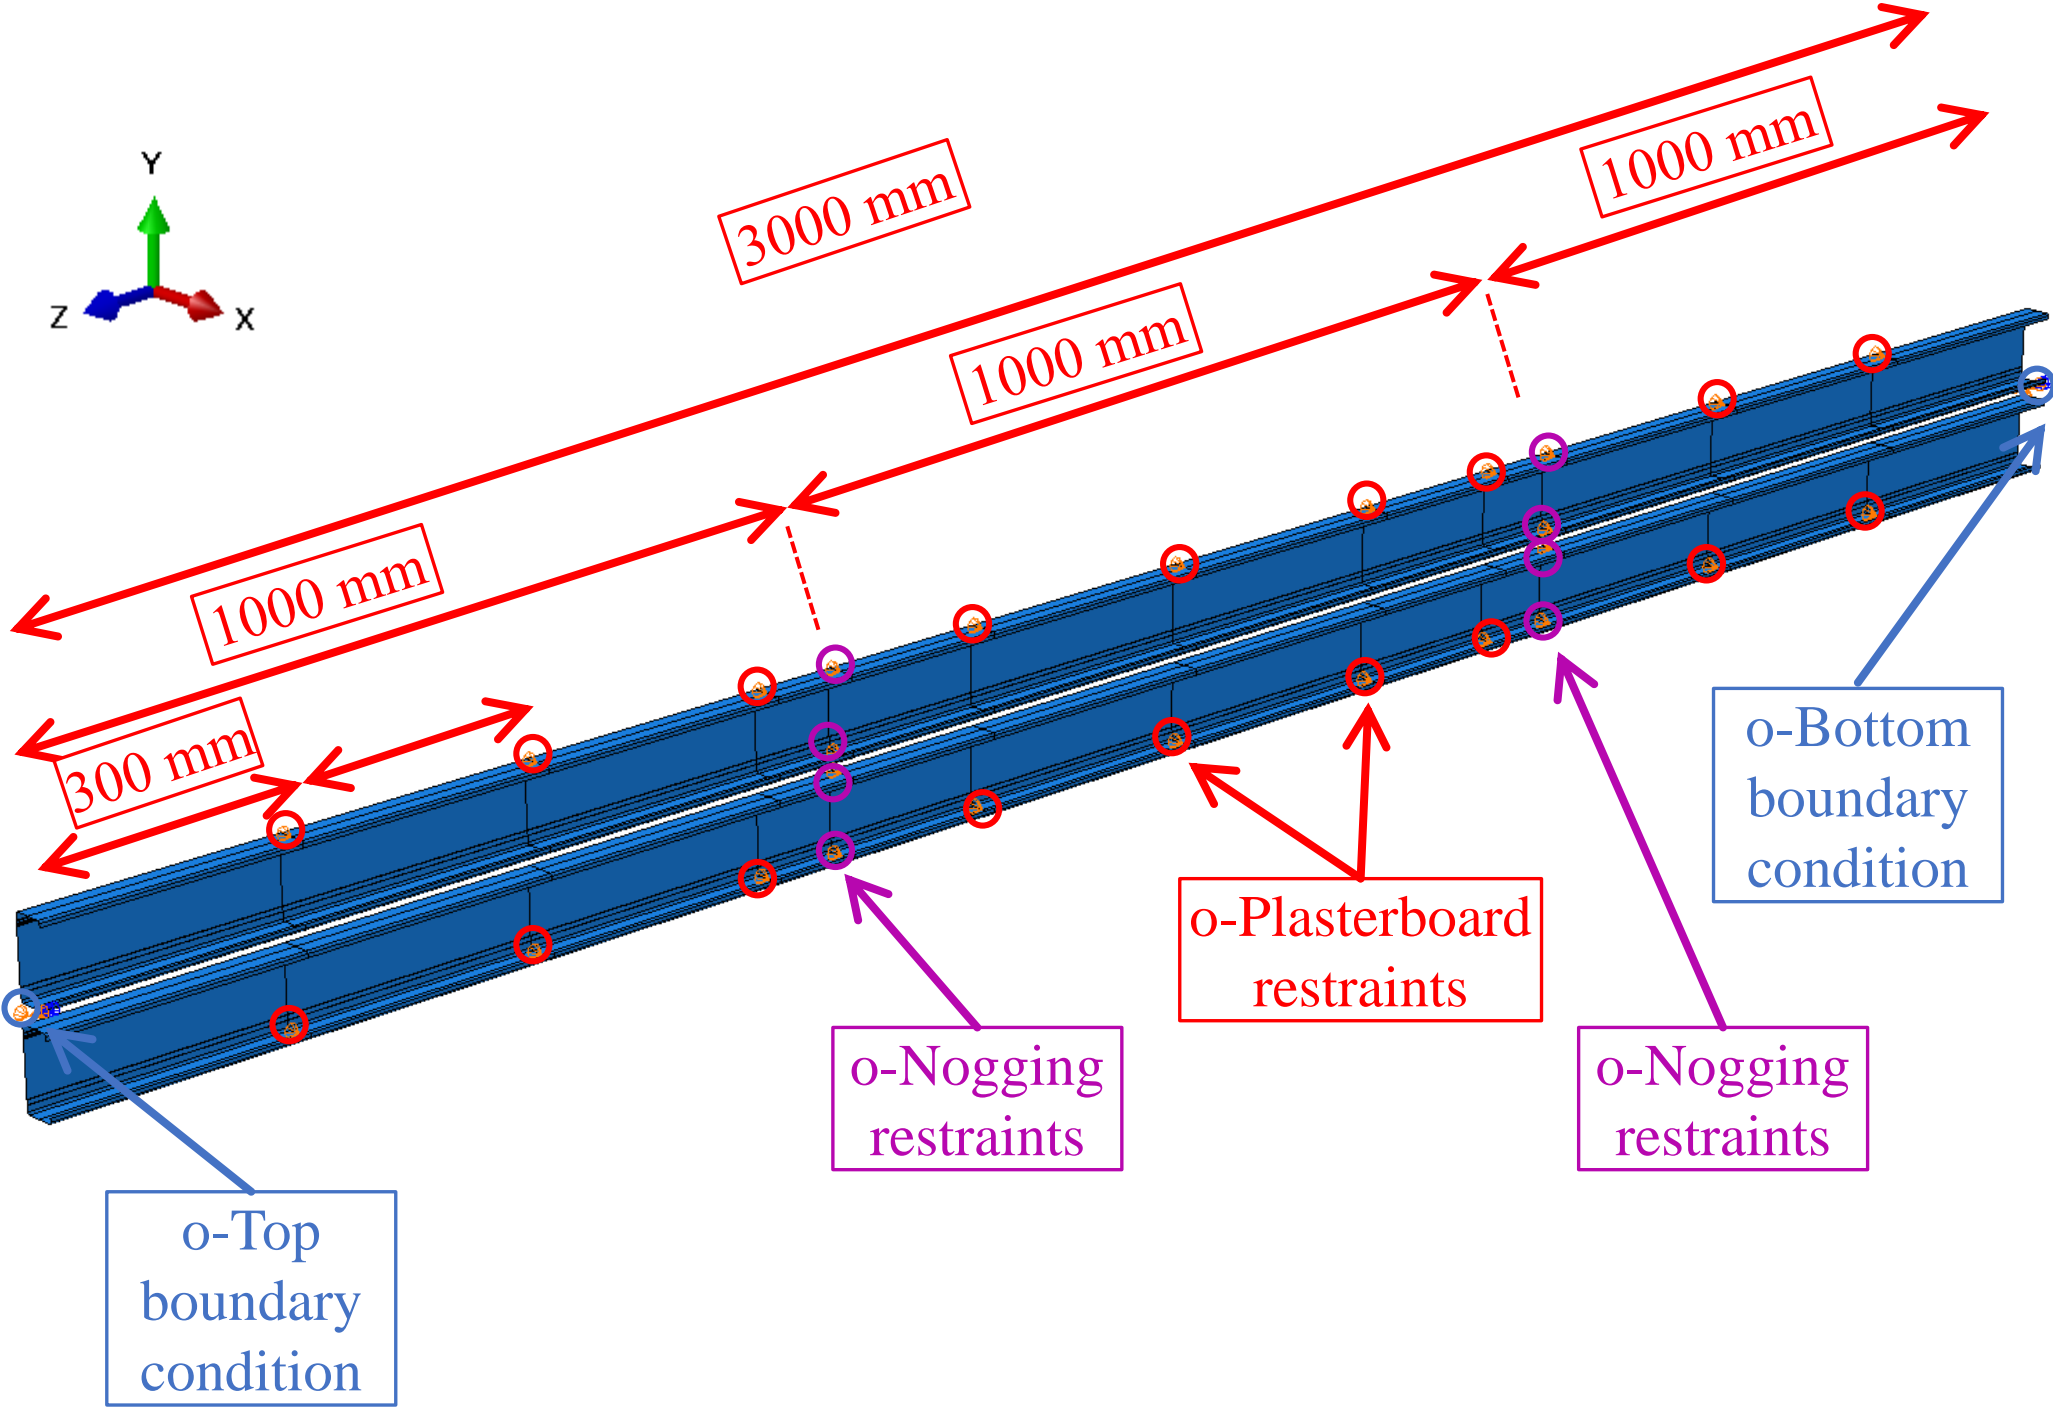 3000 mm
1000 mm
1000 mm
1000 mm
300 mm
Y
Z
X
o-Bottom
boundary
condition
o-Plasterboard
restraints
o-Nogging
restraints
o-Nogging
restraints
o-Top
boundary
condition